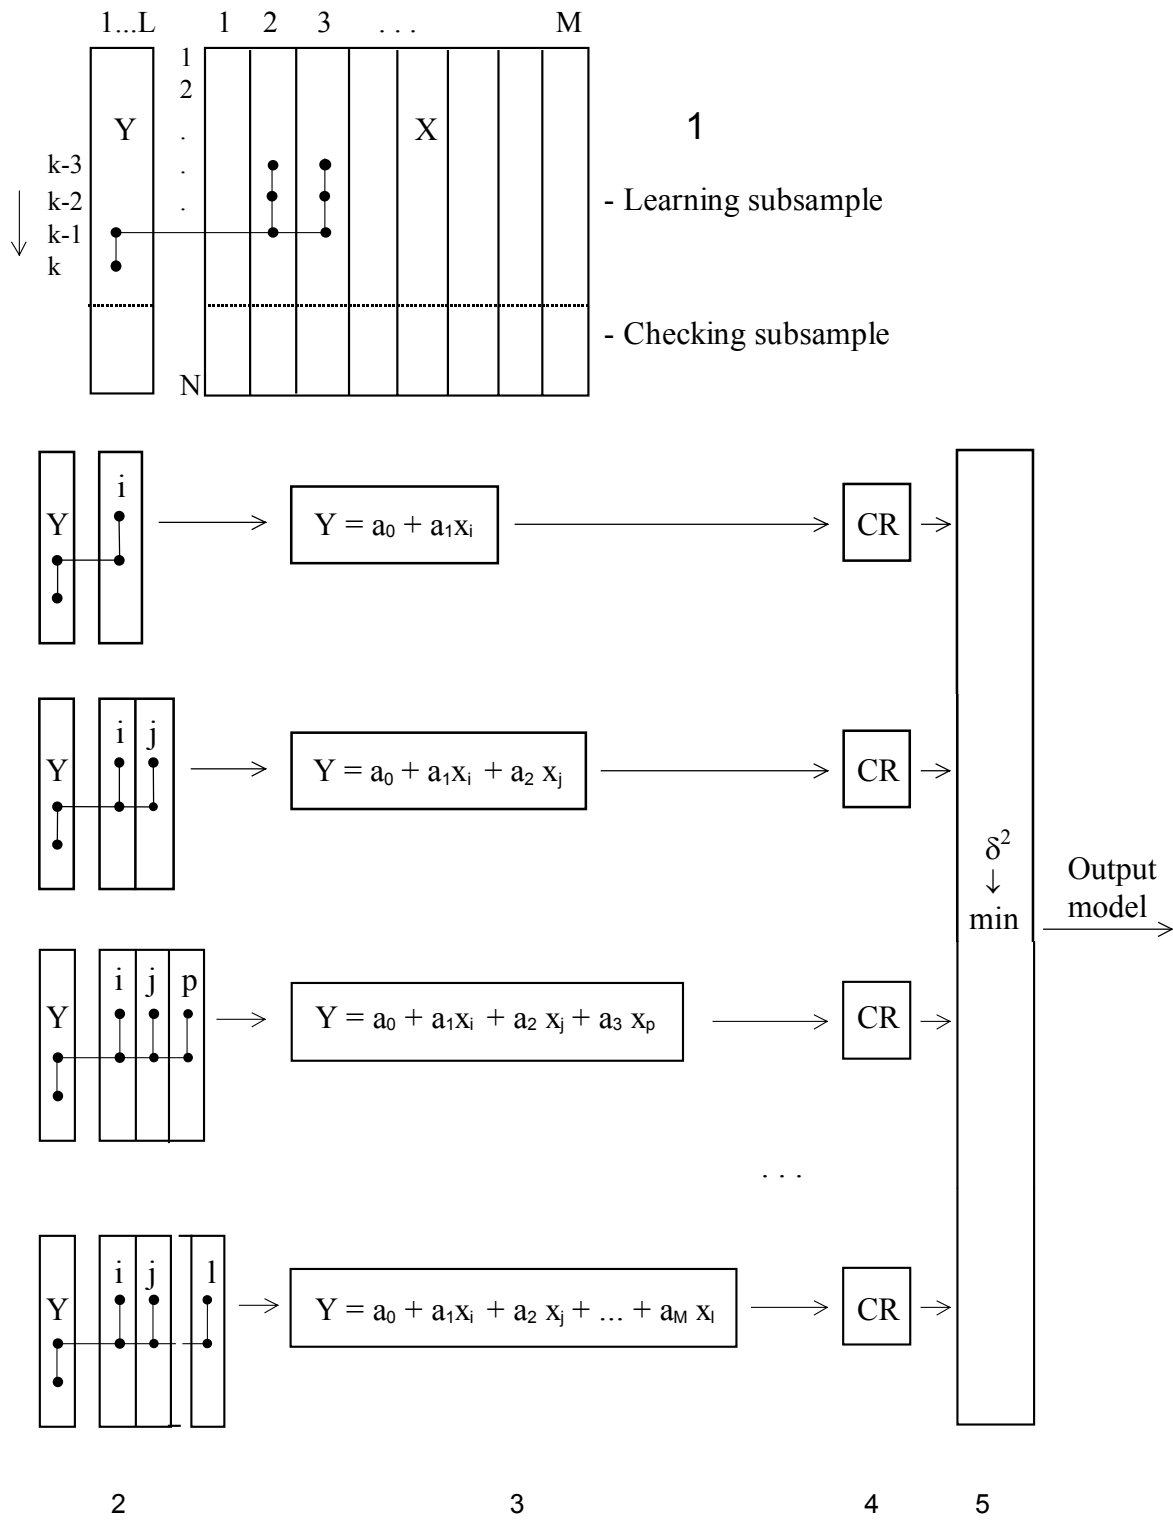 1...L 1 2 3 . . . M
1
2
Y . X 1
k-3 .
k-2 . - Learning subsample
k-1
k
- Checking subsample
N
i
Y Y = a₀ + a₁xᵢ CR
i j
Y Y = a₀ + a₁xᵢ + a₂ xⱼ CR
δ²
↓
min
Output
model
i j p
Y Y = a₀ + a₁xᵢ + a₂ xⱼ + a₃ xₚ CR
. . .
i j l
Y Y = a₀ + a₁xᵢ + a₂ xⱼ + ... + a_M xₗ CR
2 3 4 5